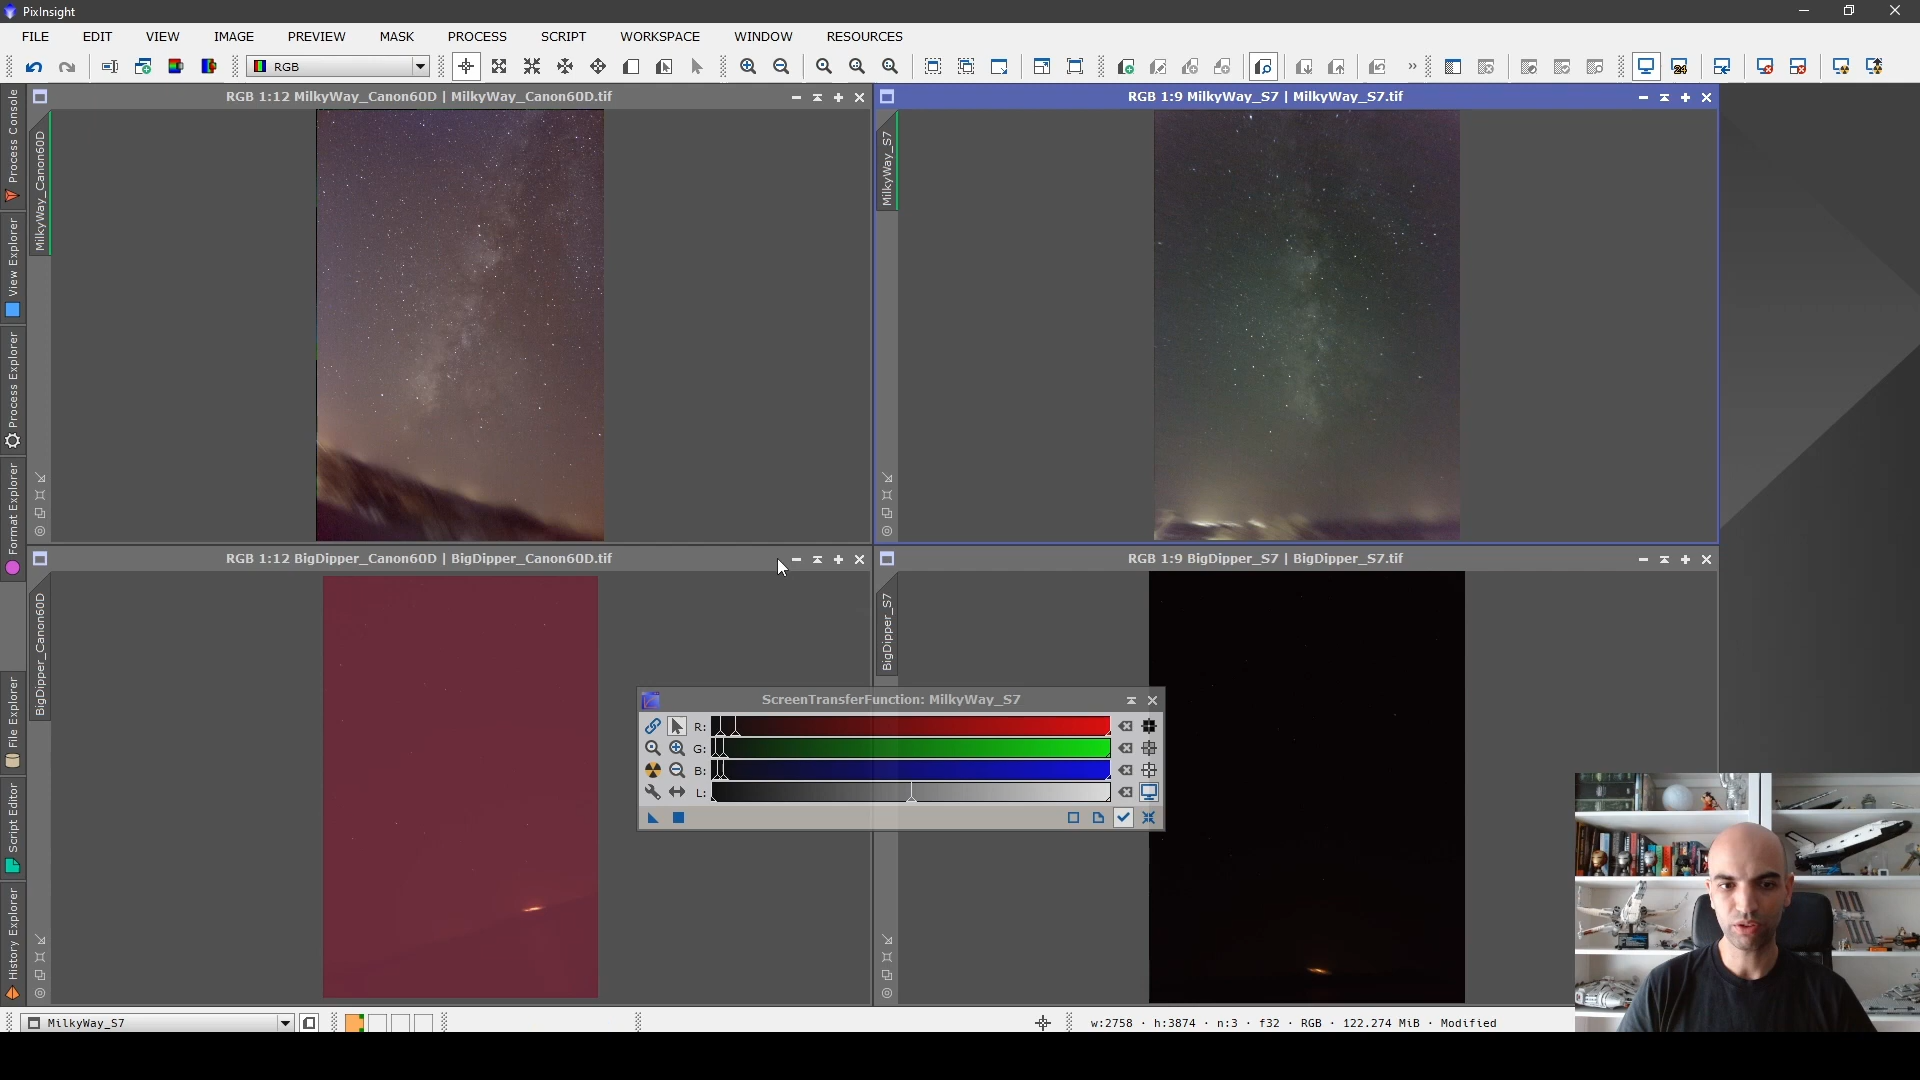 PixInsight
FILE EDIT VIEW IMAGE PREVIEW MASK PROCESS SCRIPT WORKSPACE WINDOW RESOURCES
RGB
24
Process Console
View Explorer
Process Explorer
Format Explorer
File Explorer
Script Editor
History Explorer
RGB 1:12 MilkyWay_Canon60D | MilkyWay_Canon60D.tif
MilkyWay_Canon60D
RGB 1:9 MilkyWay_S7 | MilkyWay_S7.tif
MilkyWay_S7
RGB 1:12 BigDipper_Canon60D | BigDipper_Canon60D.tif
BigDipper_Canon60D
RGB 1:9 BigDipper_S7 | BigDipper_S7.tif
BigDipper_S7
ScreenTransferFunction: MilkyWay_S7
R:
G:
B:
L:
MilkyWay_S7
w:2758 · h:3874 · n:3 · f32 · RGB · 122.274 MiB · Modified